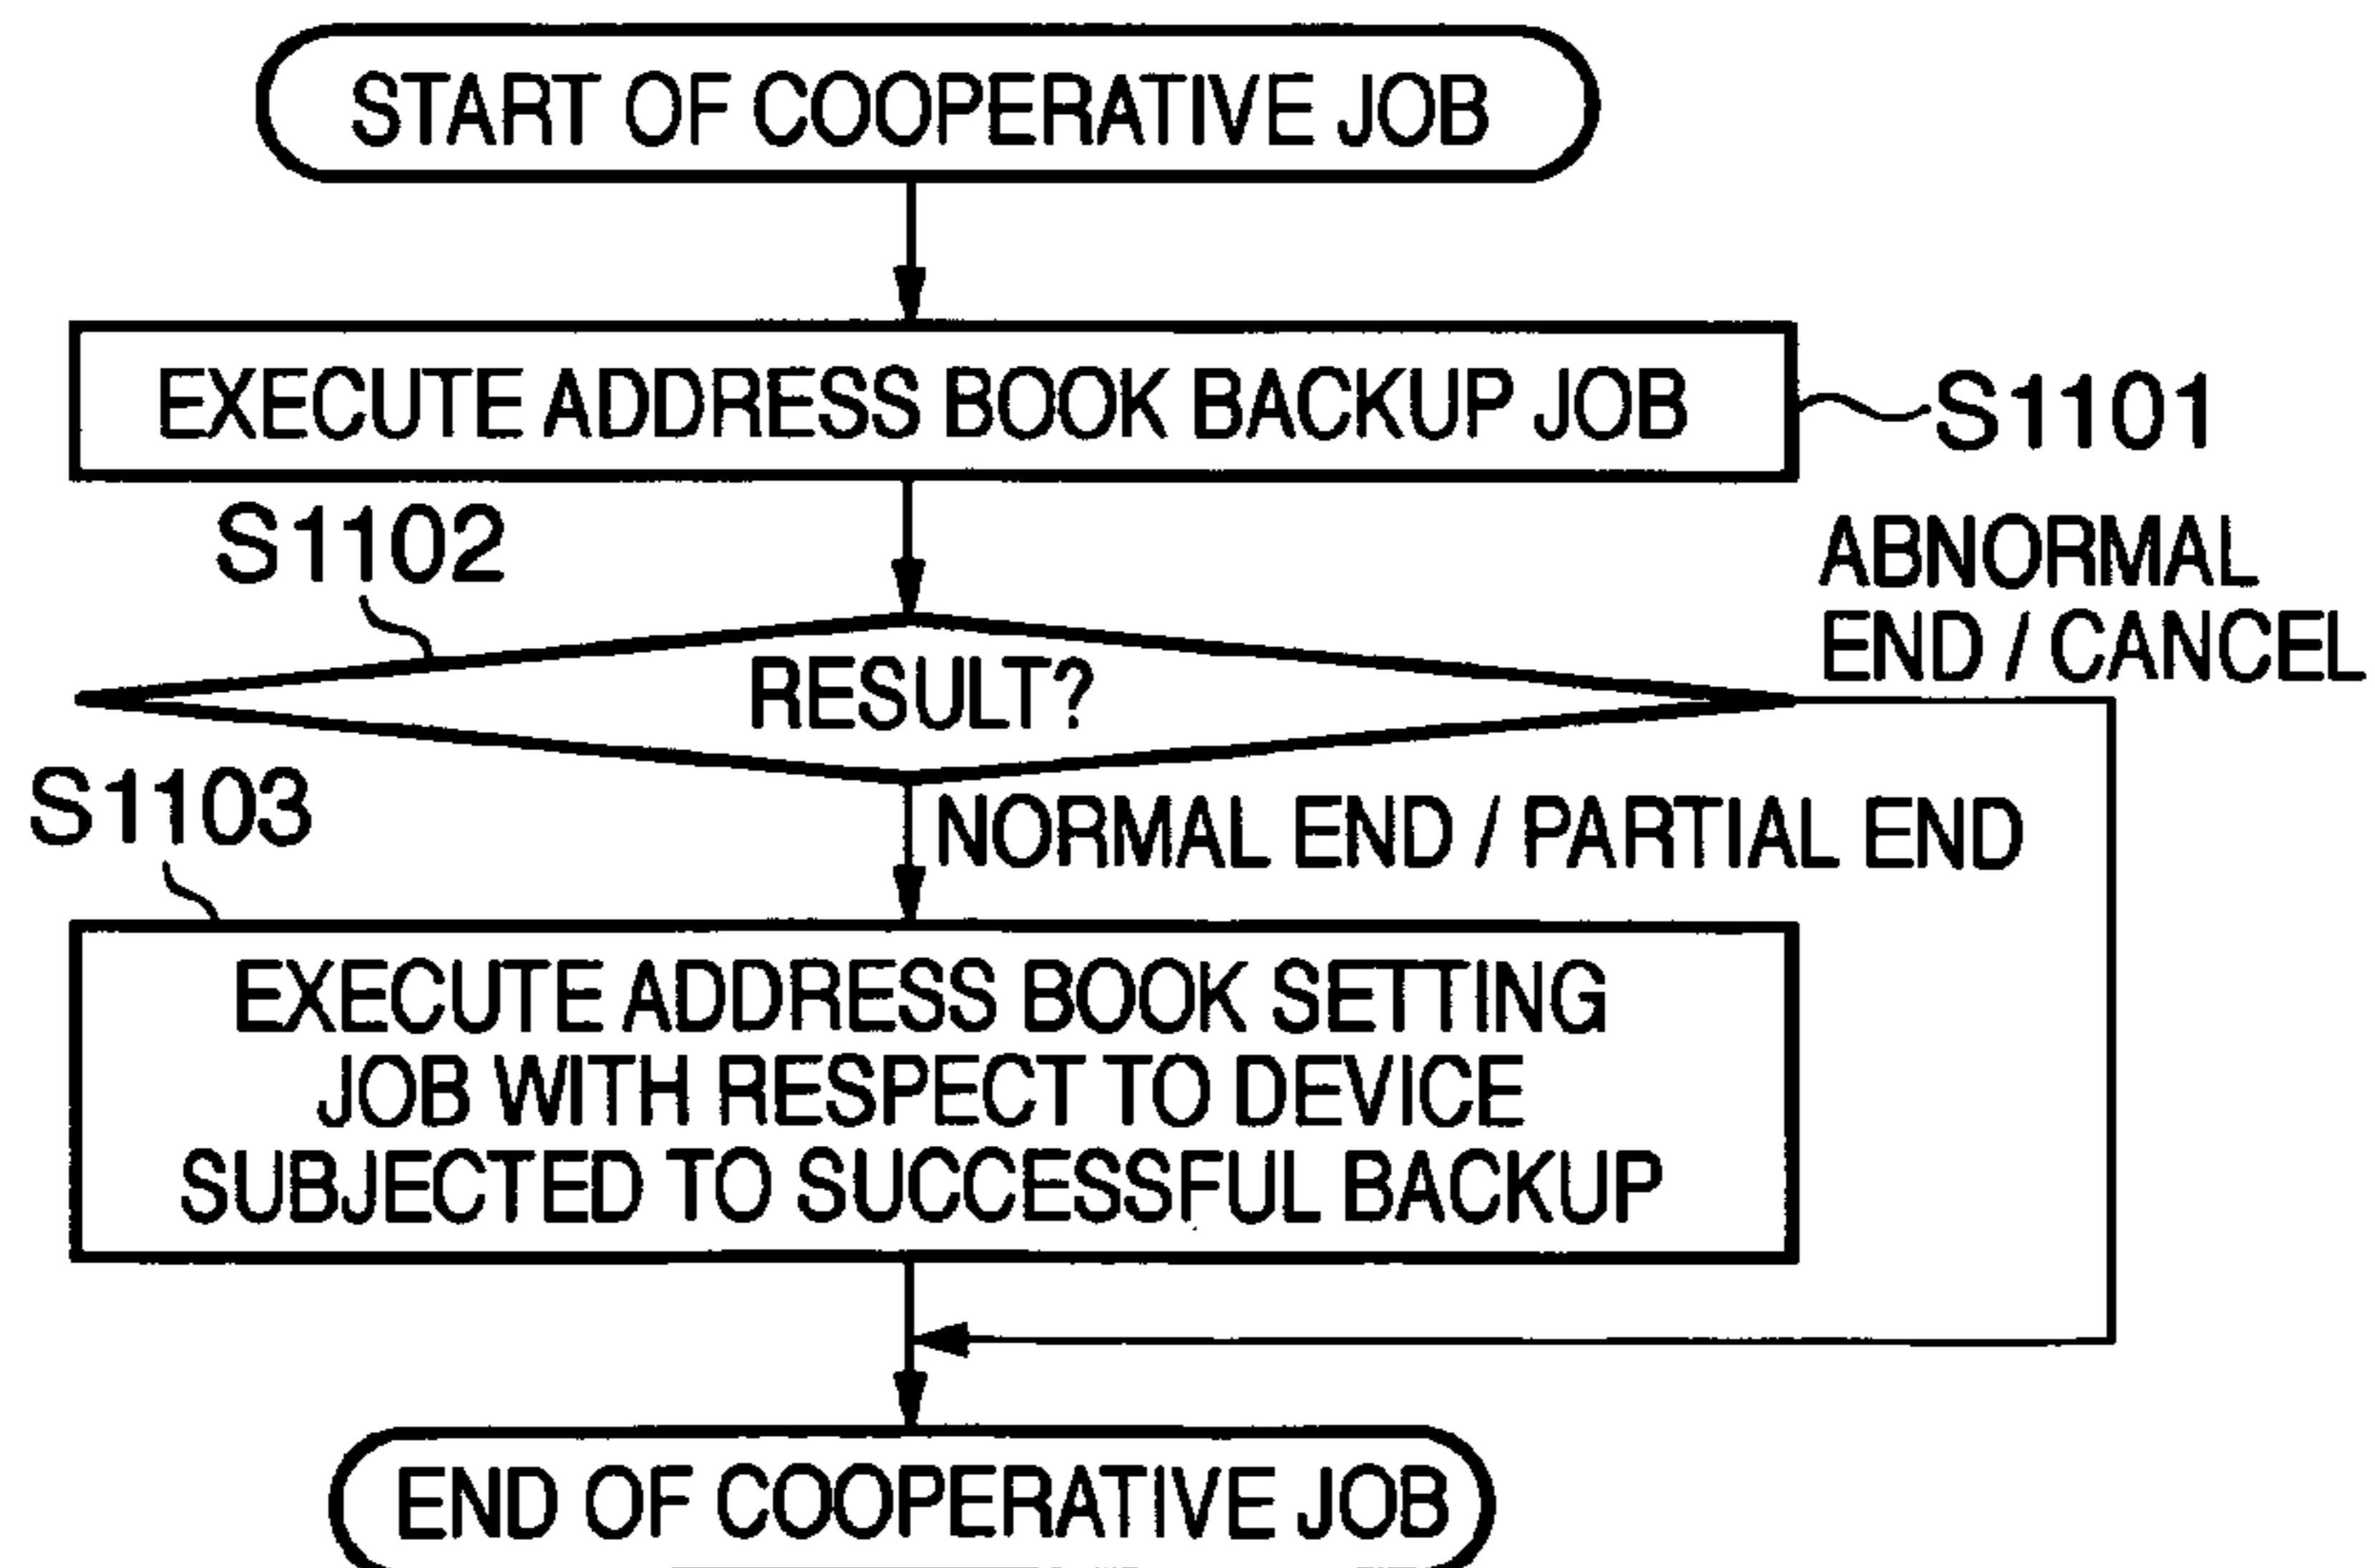 START OF COOPERATIVE JOB
EXECUTE ADDRESS BOOK BACKUP JOB
S1101
S1102
ABNORMAL
END / CANCEL
RESULT?
S1103
NORMAL END / PARTIAL END
EXECUTE ADDRESS BOOK SETTING
JOB WITH RESPECT TO DEVICE
SUBJECTED TO SUCCESSFUL BACKUP
END OF COOPERATIVE JOB